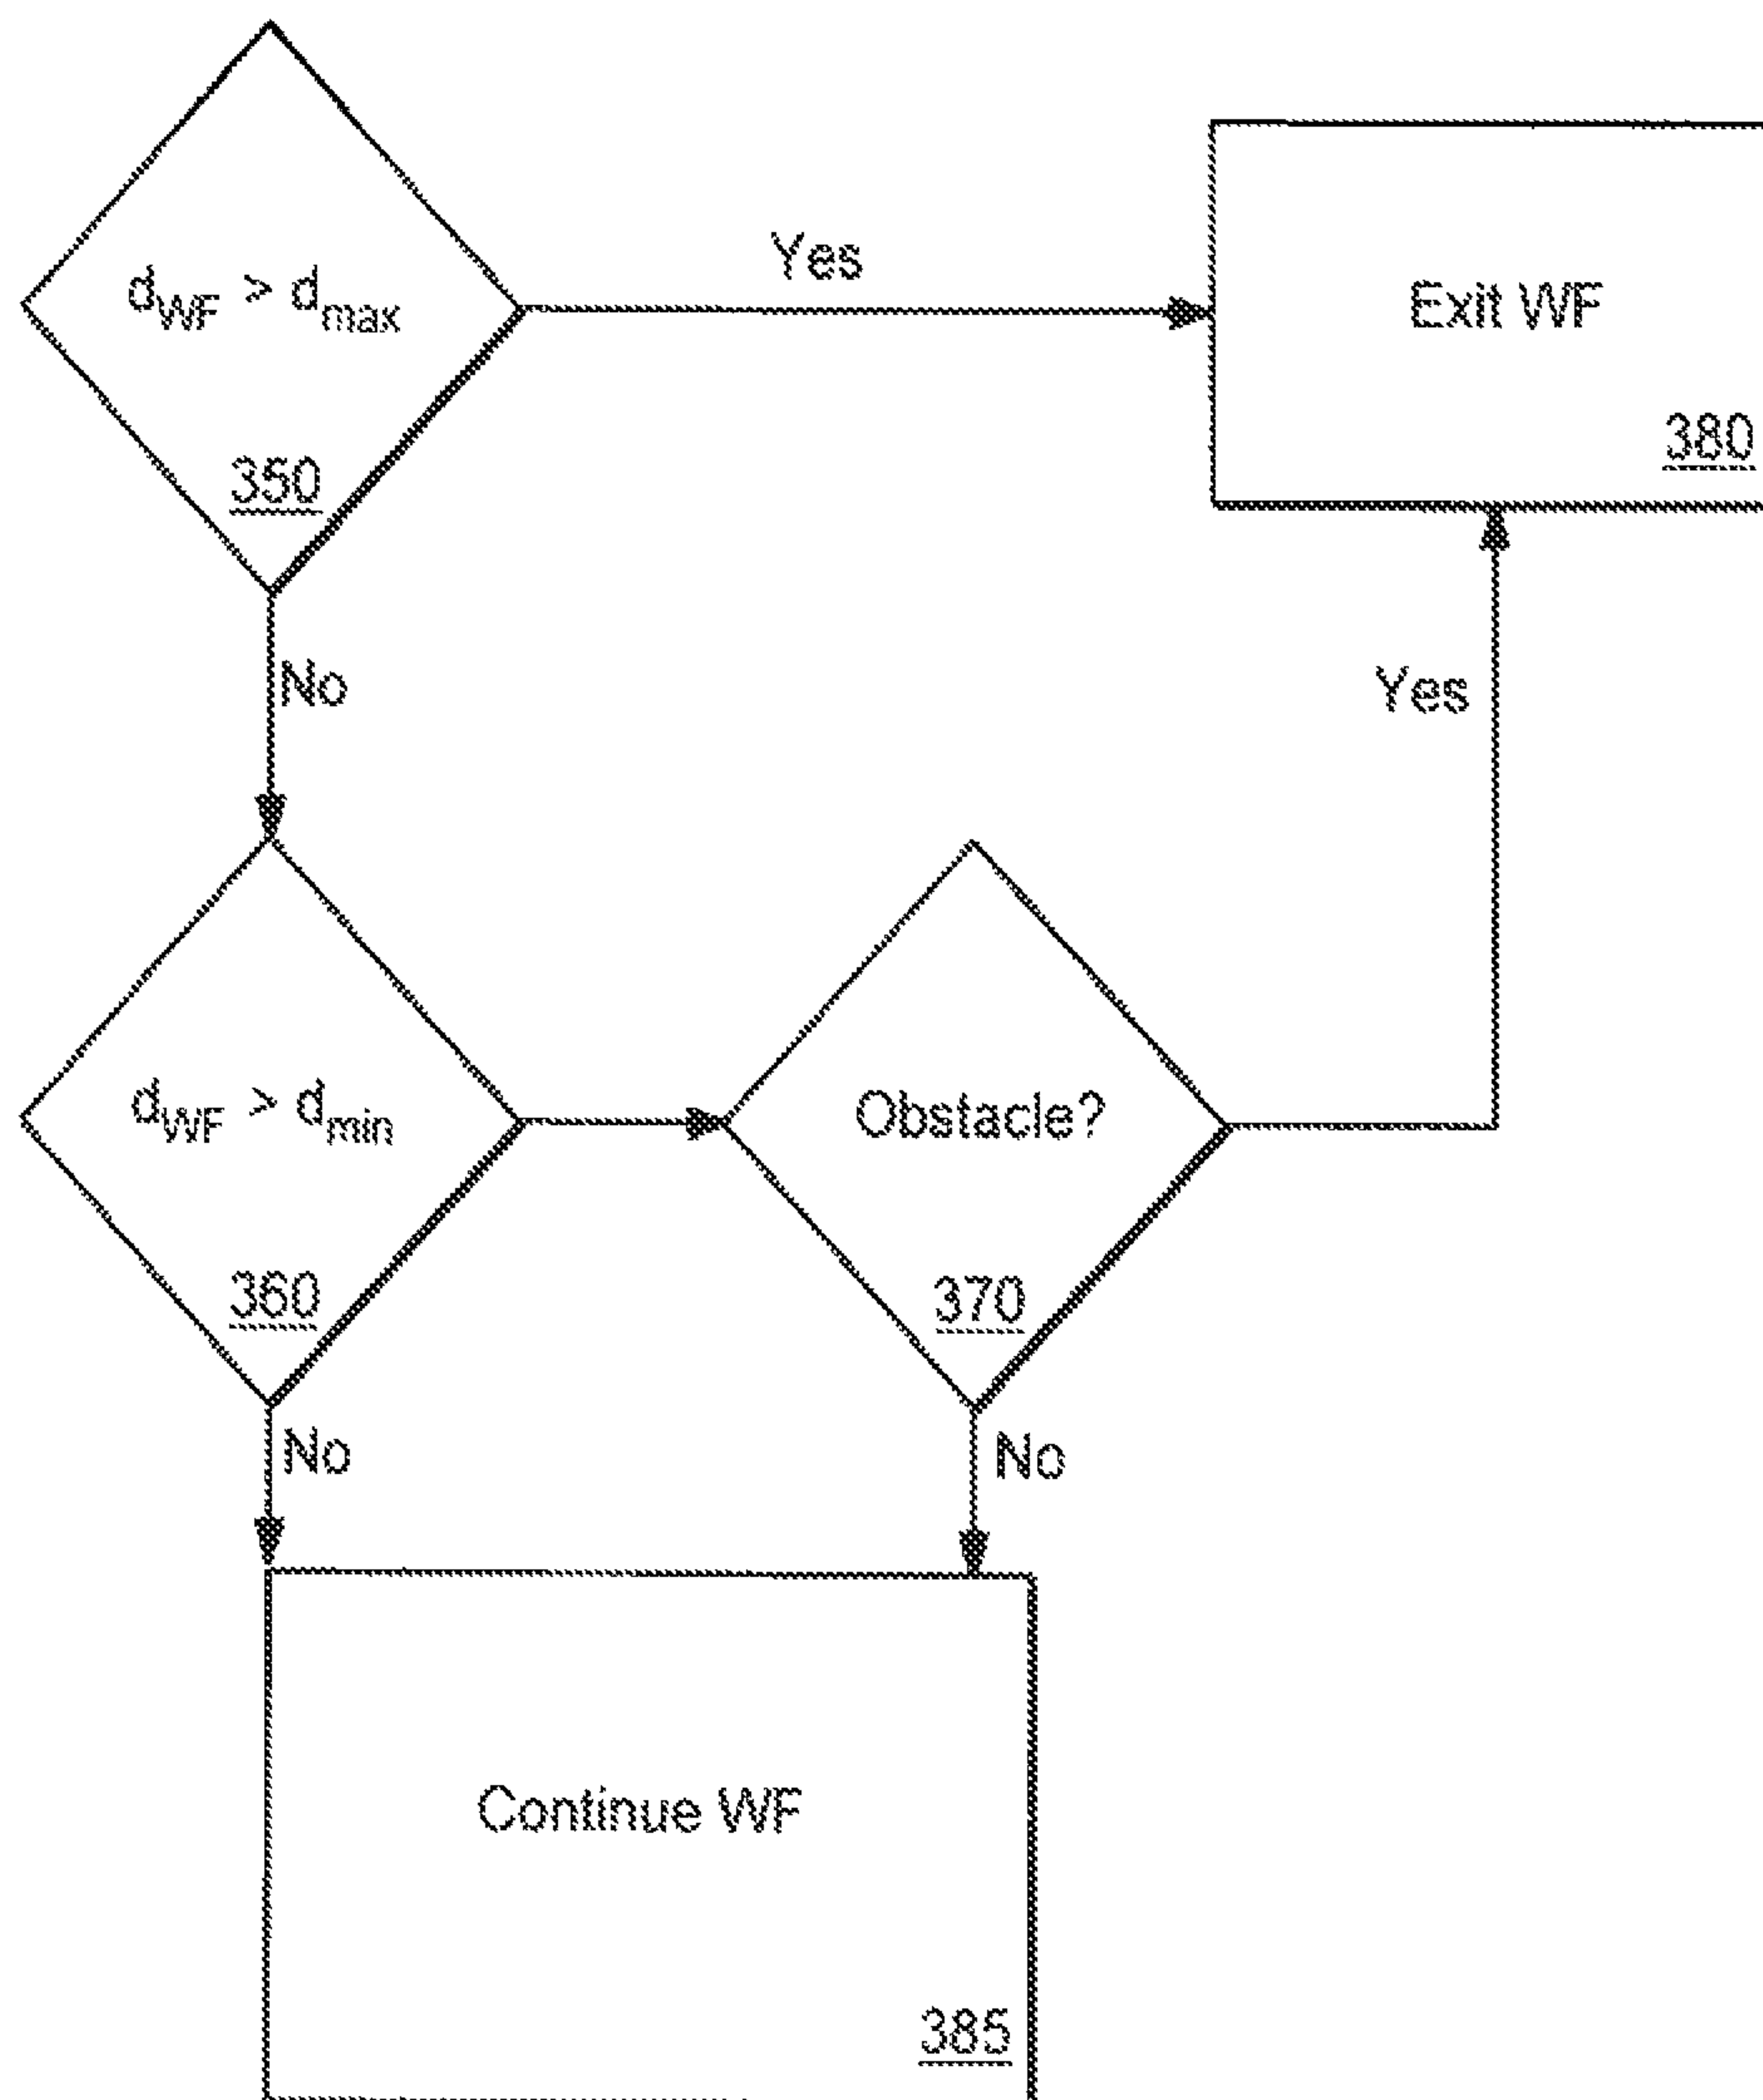 d_WF > d_max
350
Yes
Exit WF
380
No
Yes
d_WF > d_min
360
Obstacle?
370
No
No
Continue WF
385